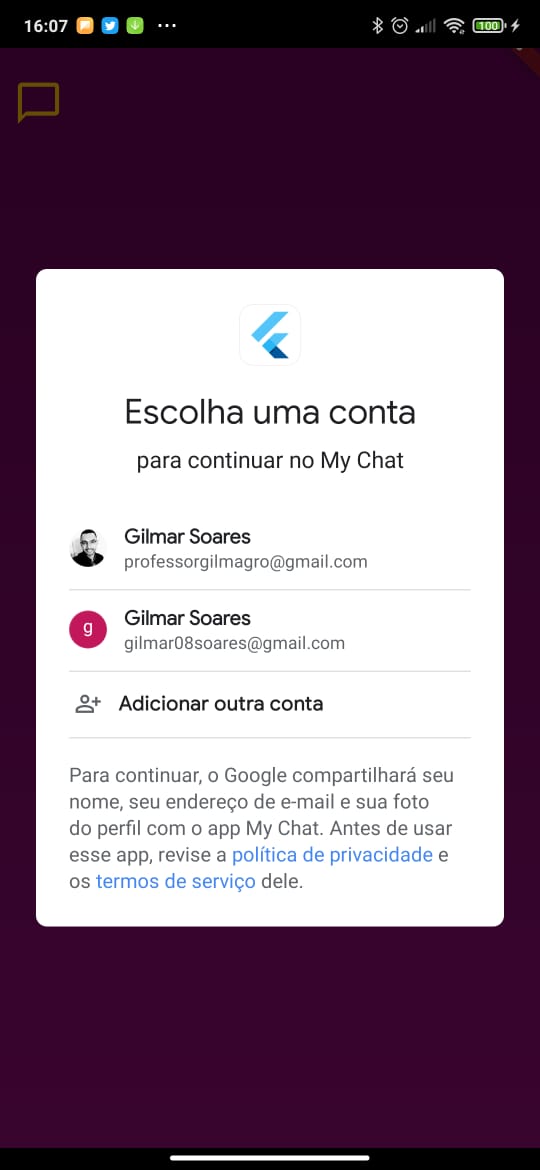 16:07
100
Escolha uma conta
para continuar no My Chat
Gilmar Soares
professorgilmagro@gmail.com
g
Gilmar Soares
gilmar08soares@gmail.com
Adicionar outra conta
Para continuar, o Google compartilhará seu
nome, seu endereço de e-mail e sua foto
do perfil com o app My Chat. Antes de usar
esse app, revise a política de privacidade e
os termos de serviço dele.